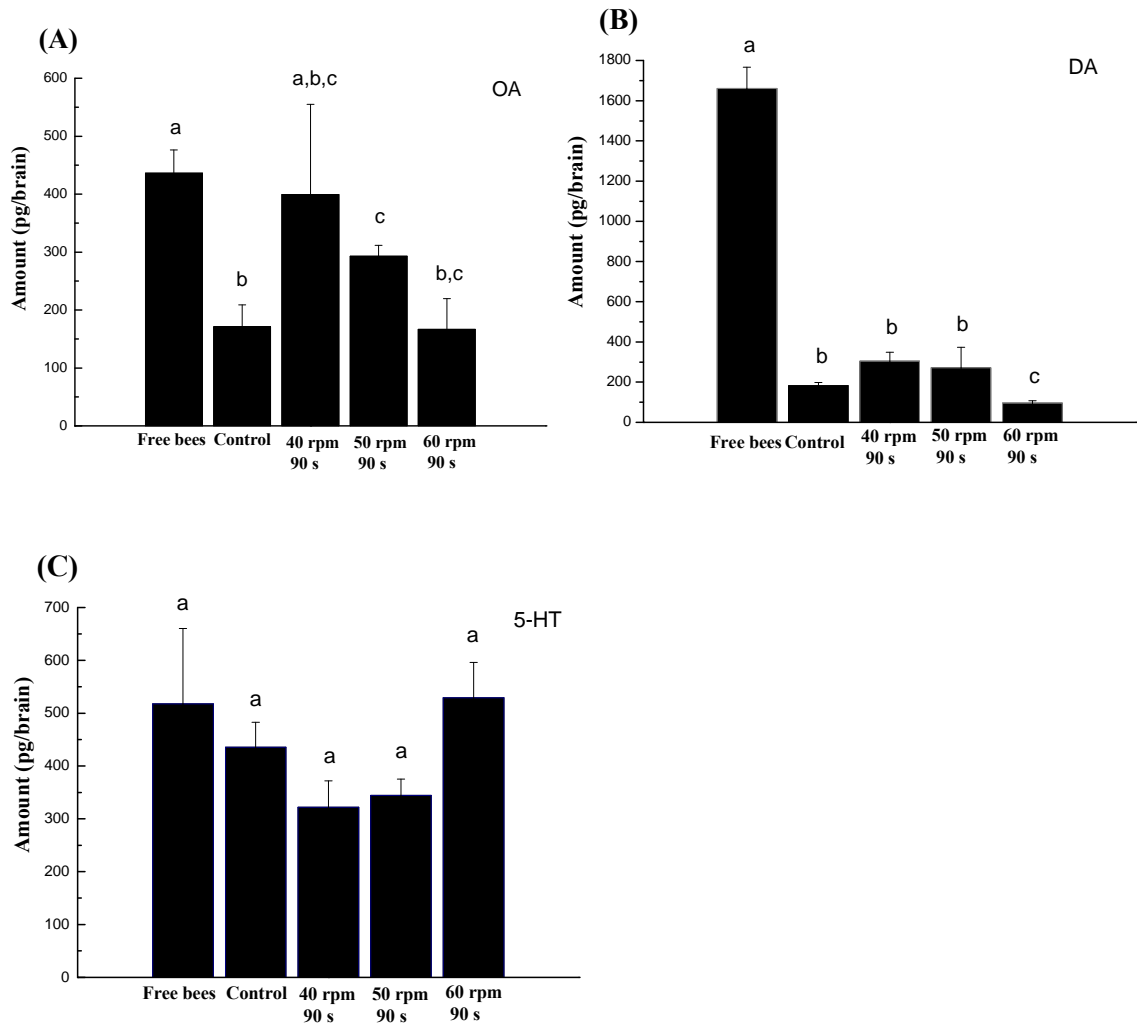 (A)
OA
Amount (pg/brain)
600
500
400
300
200
100
0
a
b
a,b,c
c
b,c
Free bees Control 40 rpm 50 rpm 60 rpm
90 s 90 s 90 s
(B)
DA
Amount (pg/brain)
1800
1600
1400
1200
1000
800
600
400
200
0
a
b
b
b
c
Free bees Control 40 rpm 50 rpm 60 rpm
90 s 90 s 90 s
(C)
5-HT
Amount (pg/brain)
700
600
500
400
300
200
100
0
a
a
a
a
a
Free bees Control 40 rpm 50 rpm 60 rpm
90 s 90 s 90 s